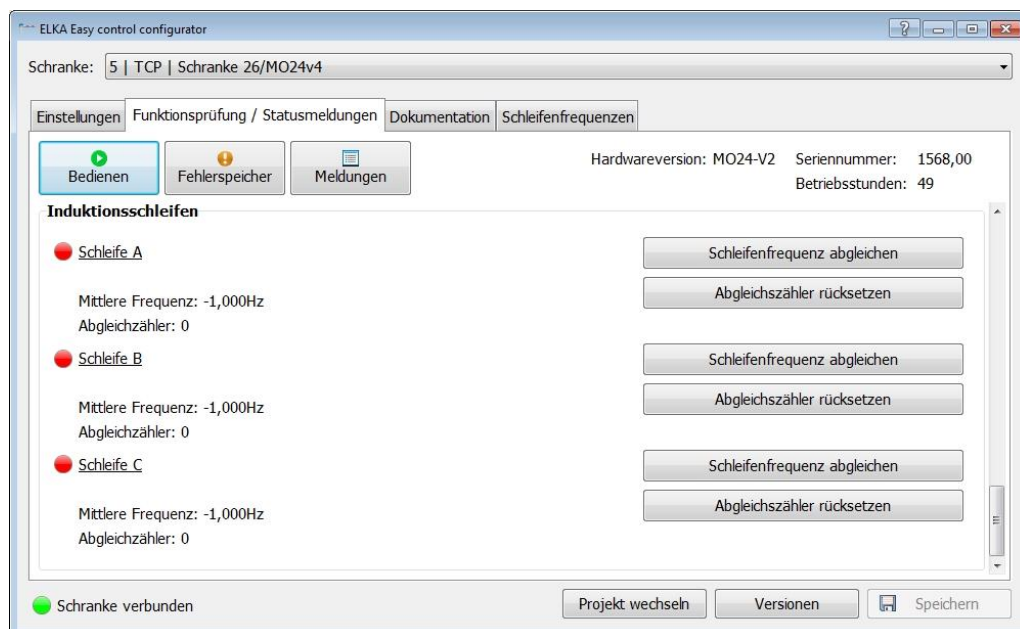 ELKA Easy control configurator
Schranke: 5 | TCP | Schranke 26/MO24v4
Einstellungen Funktionsprüfung / Statusmeldungen Dokumentation Schleifenfrequenzen
Bedienen Fehlerspeicher Meldungen
Hardwareversion: MO24-V2 Seriennummer: 1568,00
Betriebsstunden: 49
Induktionsschleifen
Schleife A Schleifenfrequenz abgleichen
Mittlere Frequenz: -1,000Hz Abgleichszähler rücksetzen
Abgleichzähler: 0
Schleife B Schleifenfrequenz abgleichen
Mittlere Frequenz: -1,000Hz Abgleichszähler rücksetzen
Abgleichzähler: 0
Schleife C Schleifenfrequenz abgleichen
Mittlere Frequenz: -1,000Hz Abgleichszähler rücksetzen
Abgleichzähler: 0
Schranke verbunden Projekt wechseln Versionen Speichern